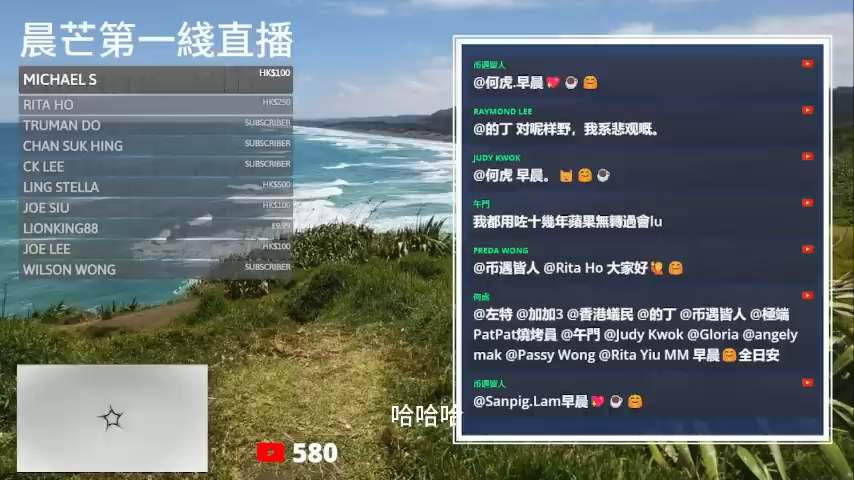 晨芒第一綫直播
MICHAEL S HK$100
RITA HO HK$250
TRUMAN DO SUBSCRIBER
CHAN SUK HING SUBSCRIBER
CK LEE SUBSCRIBER
LING STELLA HK$500
JOE SIU HK$100
LIONKING88 £9.99
JOE LEE HK$100
WILSON WONG SUBSCRIBER
币遇皆人
@何虎.早晨💖☕🤗
RAYMOND LEE
@的丁 对呢样野，我系悲观嘅。
JUDY KWOK
@何虎 早晨。🙌🤗☕
午門
我都用咗十幾年蘋果無轉過會lu
FREDA WONG
@币遇皆人 @Rita Ho 大家好🙋🤗
何虎
@左特 @加加3 @香港蟻民 @的丁 @币遇皆人 @極端
PatPat燒烤員 @午門 @Judy Kwok @Gloria @angely
mak @Passy Wong @Rita Yiu MM 早晨🤗全日安
币遇皆人
@Sanpig.Lam早晨💖☕🤗
哈哈哈
580